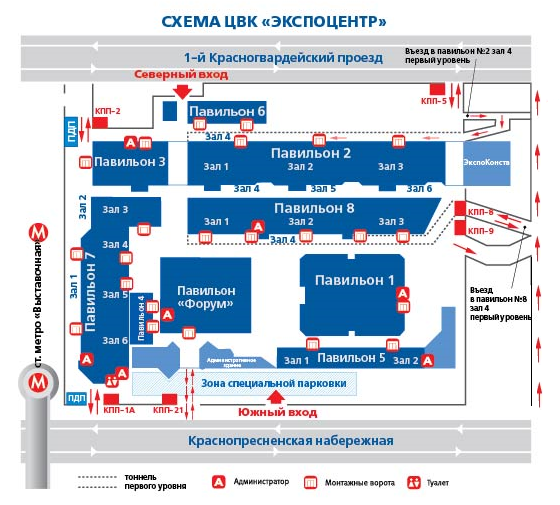 СХЕМА ЦВК «ЭКСПОЦЕНТР»
1-й Красногвардейский проезд
Въезд в павильон №2 зал 4
первый уровень
Северный вход
КПП-2
КПП-5
ПДП
Павильон 6
Зал 4
А
Павильон 3
Павильон 2
Зал 1
Зал 2
Зал 3
ЭкспоКонста
Зал 4
Зал 5
Зал 6
Зал 2
Зал 3
Павильон 8
Зал 1
А
Зал 2
Зал 3
КПП-8
КПП-9
Зал 4
М
ст. метро «Выставочная»
М
Зал 1
Павильон 7
Зал 4
Зал 5
Зал 6
Павильон 4
А
Павильон
«Форум»
Павильон 1
А
Въезд
в павильон №8
зал 4
первый уровень
А
Административное
здание
Зал 1
Павильон 5
Зал 2
А
А
Зона специальной парковки
ПДП
КПП-1А
КПП-21
Южный вход
Краснопресненская набережная
тоннель
первого уровня
А
Администратор
Монтажные ворота
Туалет